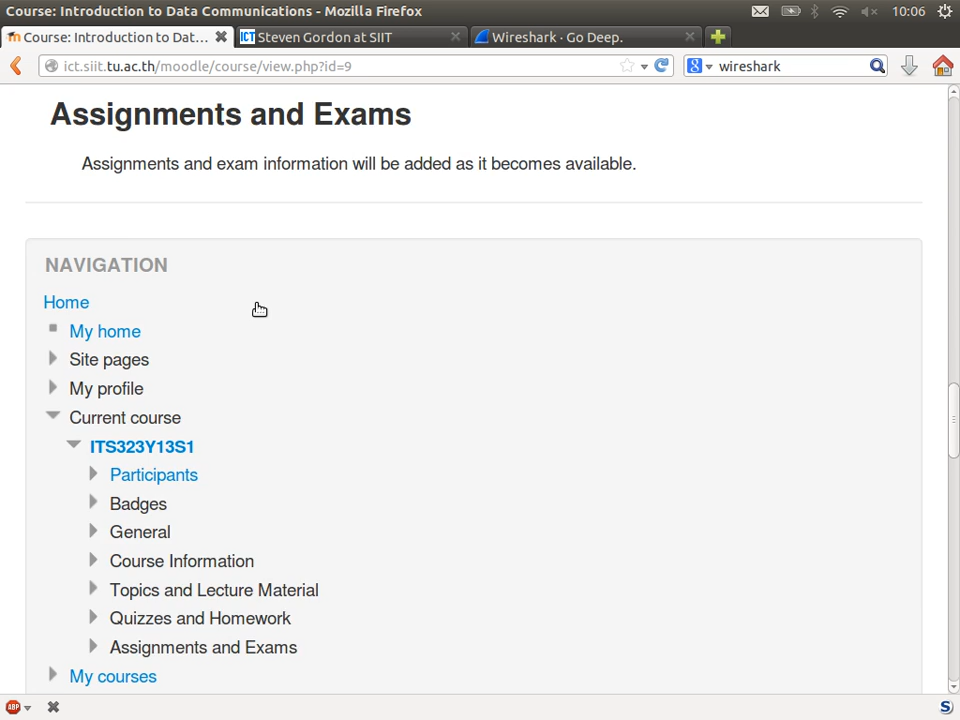 Course: Introduction to Data Communications - Mozilla Firefox
10:06
Course: Introduction to Dat...
ICT Steven Gordon at SIIT
Wireshark · Go Deep.
ict.siit.tu.ac.th/moodle/course/view.php?id=9
8 wireshark
Assignments and Exams
Assignments and exam information will be added as it becomes available.
NAVIGATION
Home
My home
Site pages
My profile
Current course
ITS323Y13S1
Participants
Badges
General
Course Information
Topics and Lecture Material
Quizzes and Homework
Assignments and Exams
My courses
ABP
S